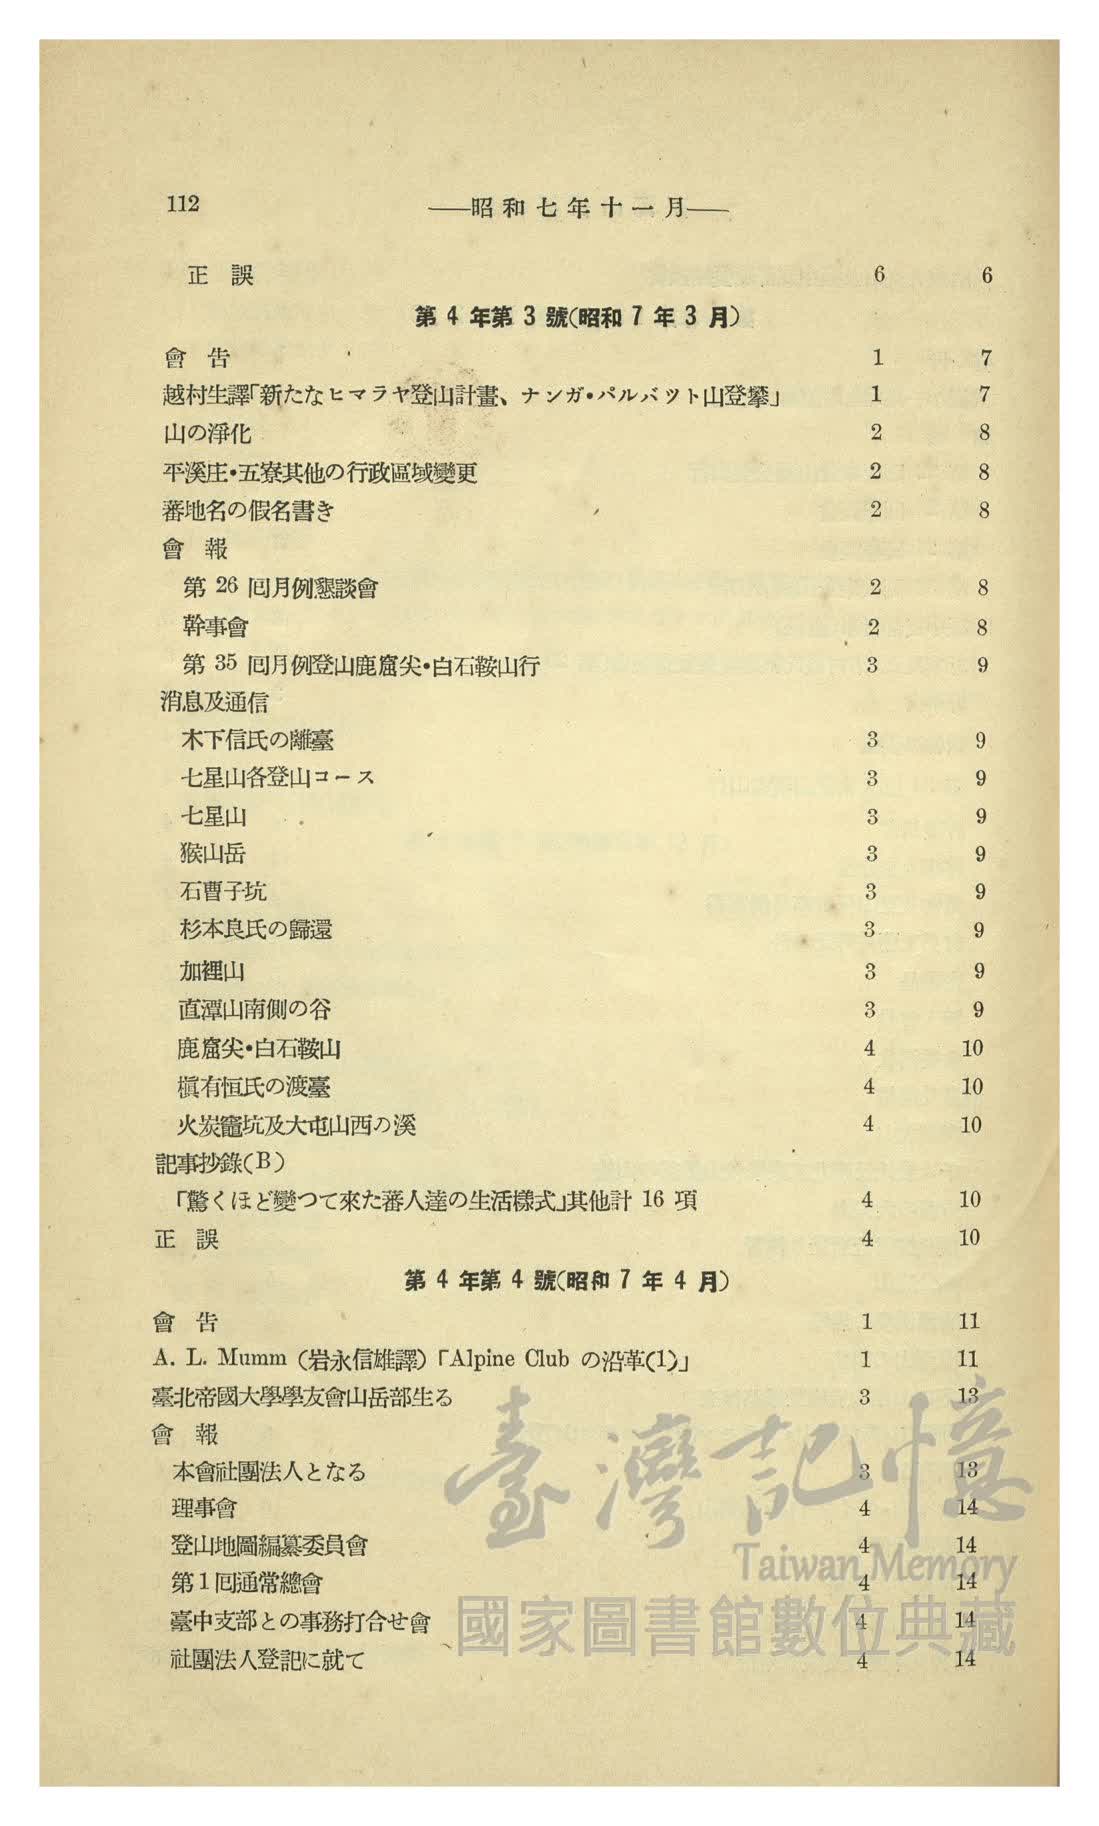 112 ——昭和七年十一月——
正誤 6 6
第4年第3號(昭和7年3月)
會告 1 7
越村生譯「新たなヒマラヤ登山計畫、ナンガ•パルバツト山登攀」 1 7
山の淨化 2 8
平溪庄•五寮其他の行政區域變更 2 8
蕃地名の假名書き 2 8
會報
第26囘月例懇談會 2 8
幹事會 2 8
第35囘月例登山鹿窟尖•白石鞍山行 3 9
消息及通信
木下信氏の離臺 3 9
七星山各登山コース 3 9
七星山 3 9
猴山岳 3 9
石曹子坑 3 9
杉本良氏の歸還 3 9
加裡山 3 9
直潭山南側の谷 3 9
鹿窟尖•白石鞍山 4 10
槇有恒氏の渡臺 4 10
火炭籠坑及大屯山西の溪 4 10
記事抄錄(B)
「驚くほど變つて來た蕃人達の生活樣式」其他計16項 4 10
正誤 4 10
第4年第4號(昭和7年4月)
會告 1 11
A. L. Mumm (岩永信雄譯)「Alpine Club の沿革(1)」 1 11
臺北帝國大學學友會山岳部生る 3 13
會報
本會社團法人となる 3 13
理事會 4 14
登山地圖編纂委員會 4 14
第1囘通常總會 4 14
臺中支部との事務打合せ會 4 14
社團法人登記に就て 4 14
臺灣記憶
Taiwan Memory
國家圖書館數位典藏